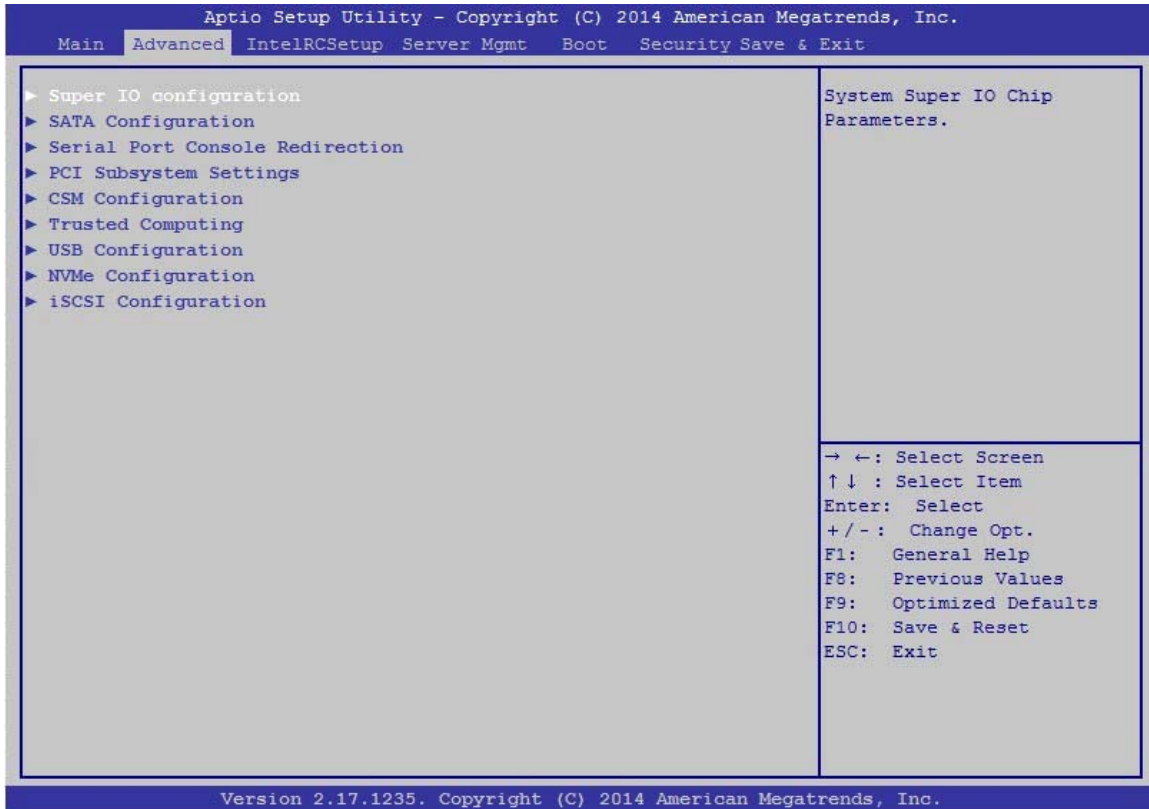 Aptio Setup Utility - Copyright (C) 2014 American Megatrends, Inc.
Main Advanced IntelRCSetup Server Mgmt Boot Security Save & Exit
► Super IO configuration
► SATA Configuration
► Serial Port Console Redirection
► PCI Subsystem Settings
► CSM Configuration
► Trusted Computing
► USB Configuration
► NVMe Configuration
► iSCSI Configuration
System Super IO Chip
Parameters.
→ ←: Select Screen
↑↓ : Select Item
Enter: Select
+/-: Change Opt.
F1: General Help
F8: Previous Values
F9: Optimized Defaults
F10: Save & Reset
ESC: Exit
Version 2.17.1235. Copyright (C) 2014 American Megatrends, Inc.